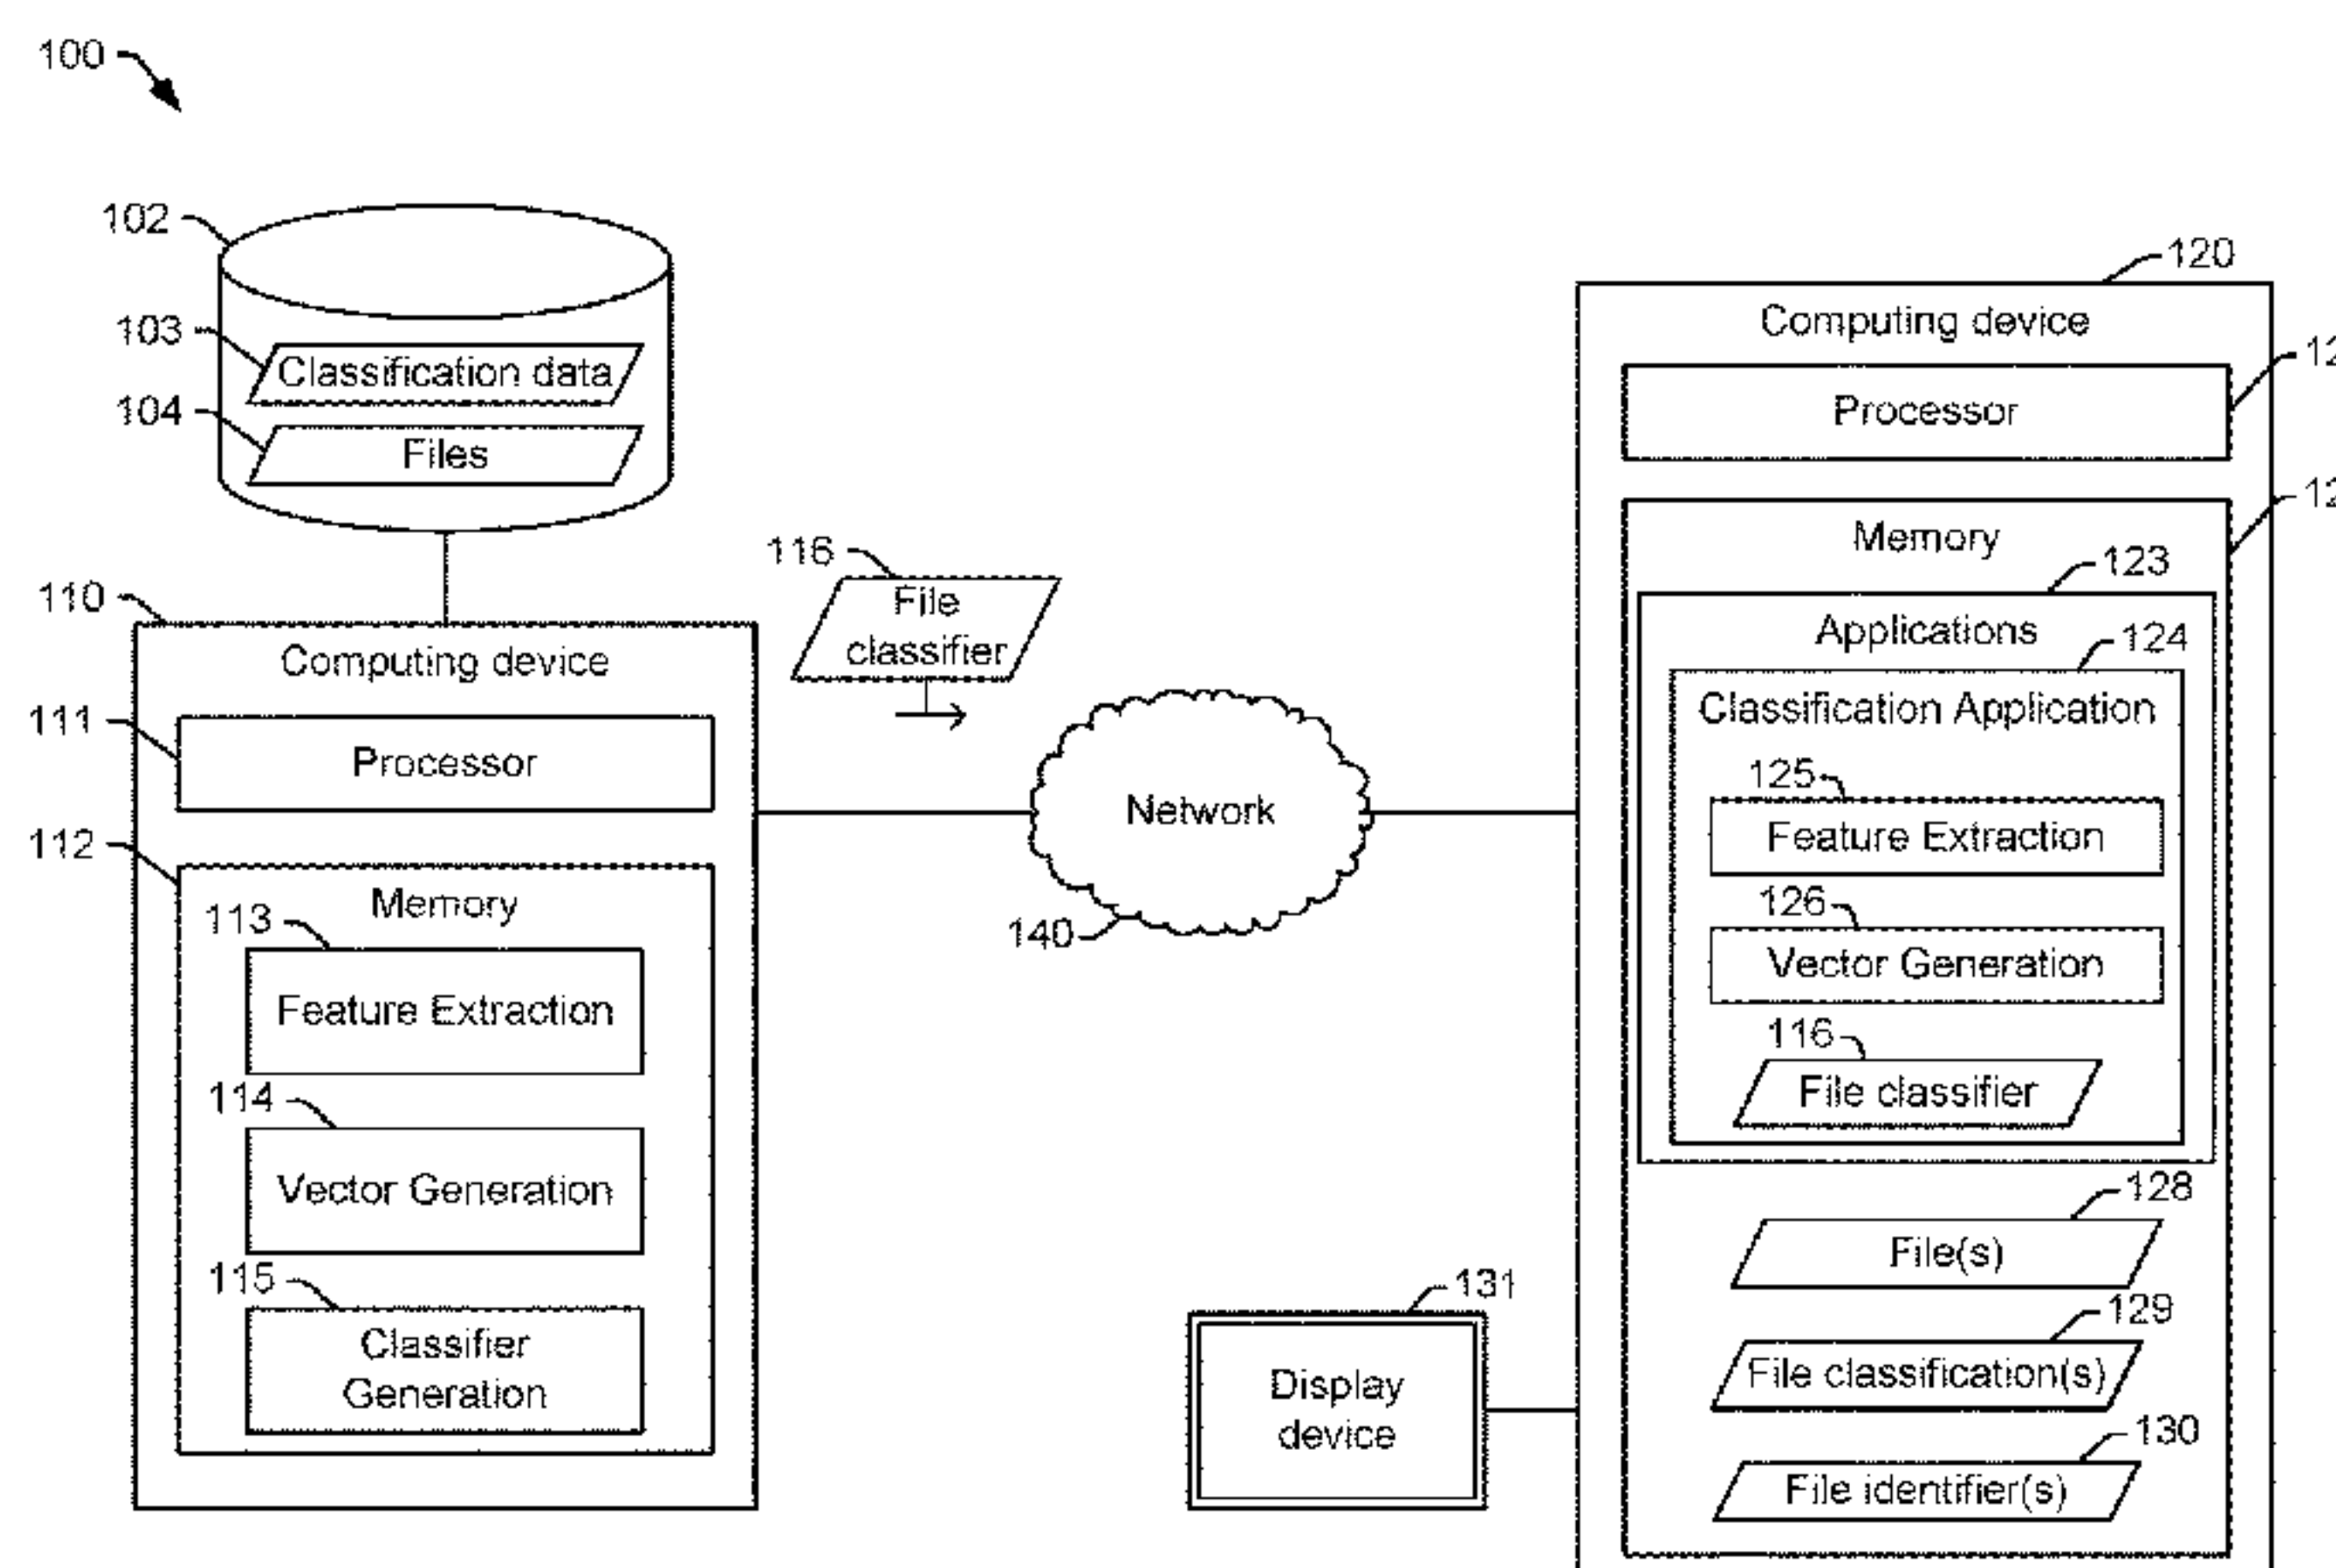 100
102
103
Classification data
104
Files
110
Computing device
111
Processor
112
Memory
113
Feature Extraction
114
Vector Generation
115
Classifier
Generation
116
File
classifier
Network
140
120
Computing device
Processor
Memory
123
Applications
124
Classification Application
125
Feature Extraction
126
Vector Generation
116
File classifier
128
File(s)
129
File classification(s)
130
File identifier(s)
131
Display
device